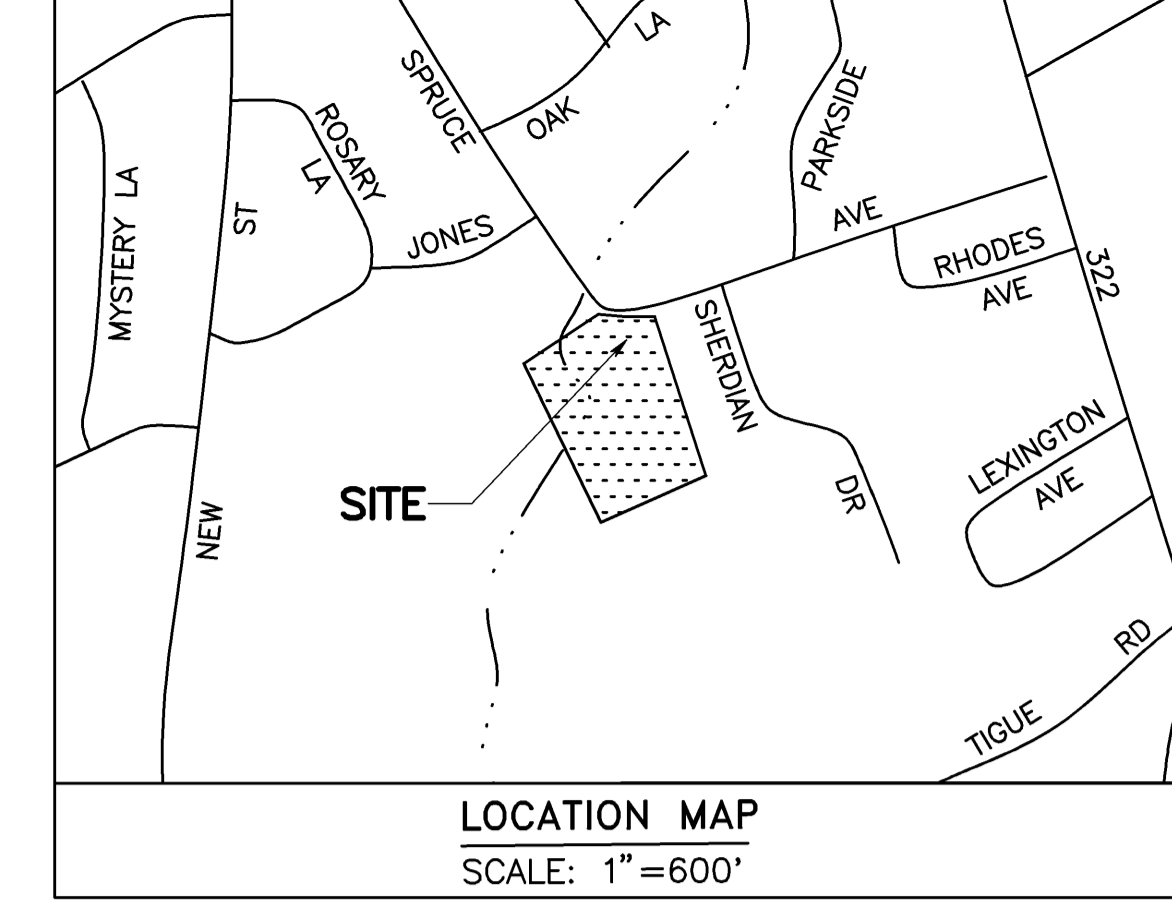 LA
SPRUCE
OAK
PARKSIDE
ROSARY
LA
MYSTERY LA
ST
JONES
AVE
RHODES
AVE
322
SHERDIAN
LEXINGTON
AVE
DR
SITE
NEW
RD
TIGUE
LOCATION MAP
SCALE: 1"=600'